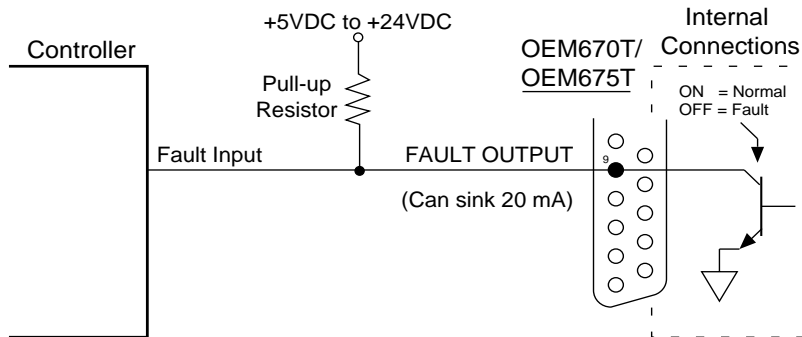 +5VDC to +24VDC
Controller
Pull-up
Resistor
OEM670T/
OEM675T
Internal
Connections
ON = Normal
OFF = Fault
Fault Input
FAULT OUTPUT
9
(Can sink 20 mA)